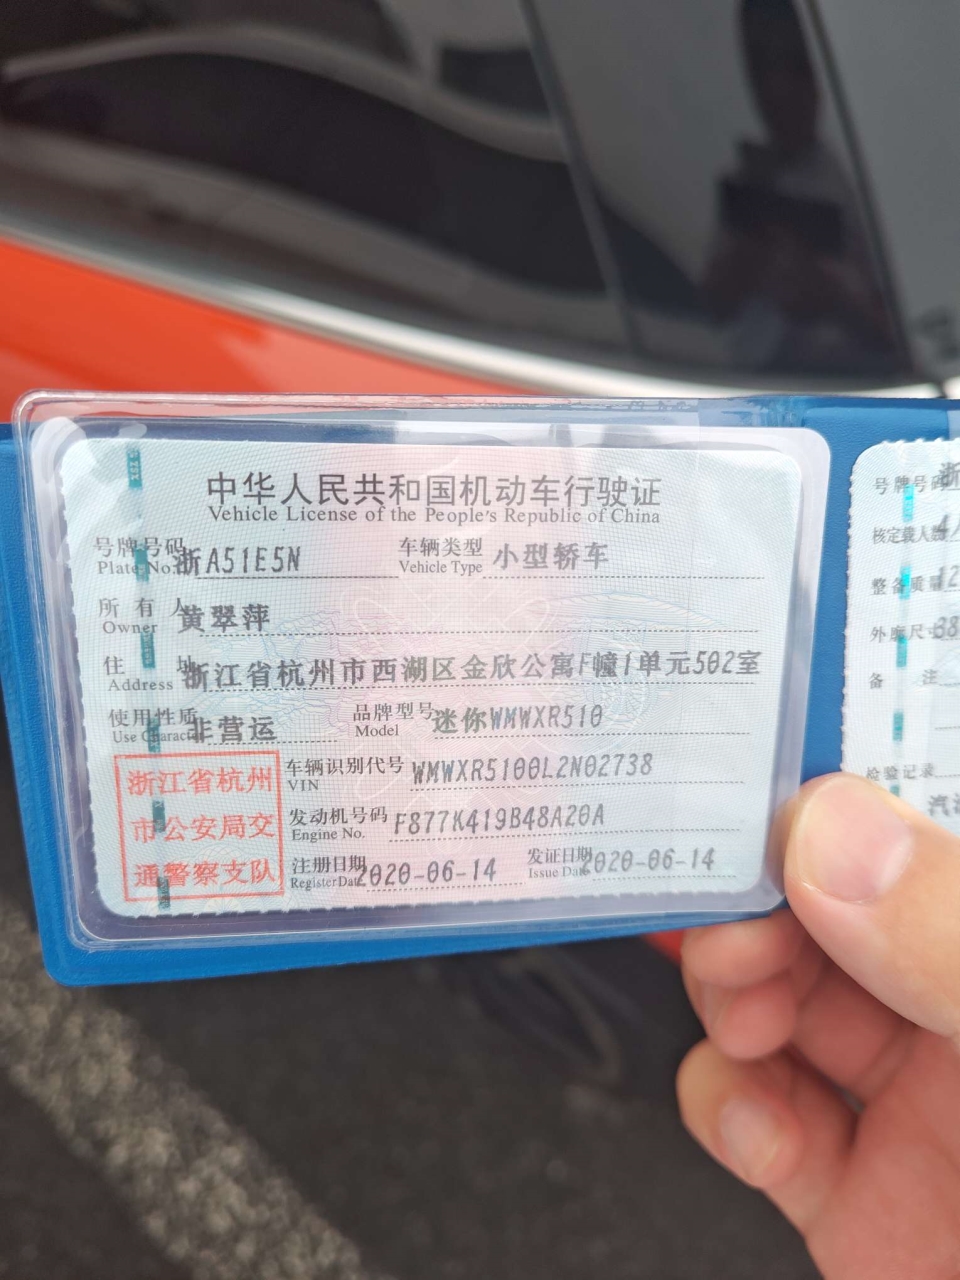 中华人民共和国机动车行驶证
Vehicle License of the People's Republic of China
号牌号码 浙A51E5N 车辆类型 小型轿车
Plate No. Vehicle Type
所有人 黄翠萍
Owner
住址 浙江省杭州市西湖区金欣公寓F幢1单元502室
Address
使用性质 非营运 品牌型号 迷你WMWXR510
Use Charact Model
浙江省杭州
市公安局交
通警察支队
车辆识别代号 WMWXR5100L2N02738
VIN
发动机号码 F877K419B48A20A
Engine No.
注册日期 2020-06-14 发证日期 2020-06-14
Register Date Issue Date
号牌号码 浙
核定载人数 4人
整备质量 12
外廓尺寸 38
备注
检验记录